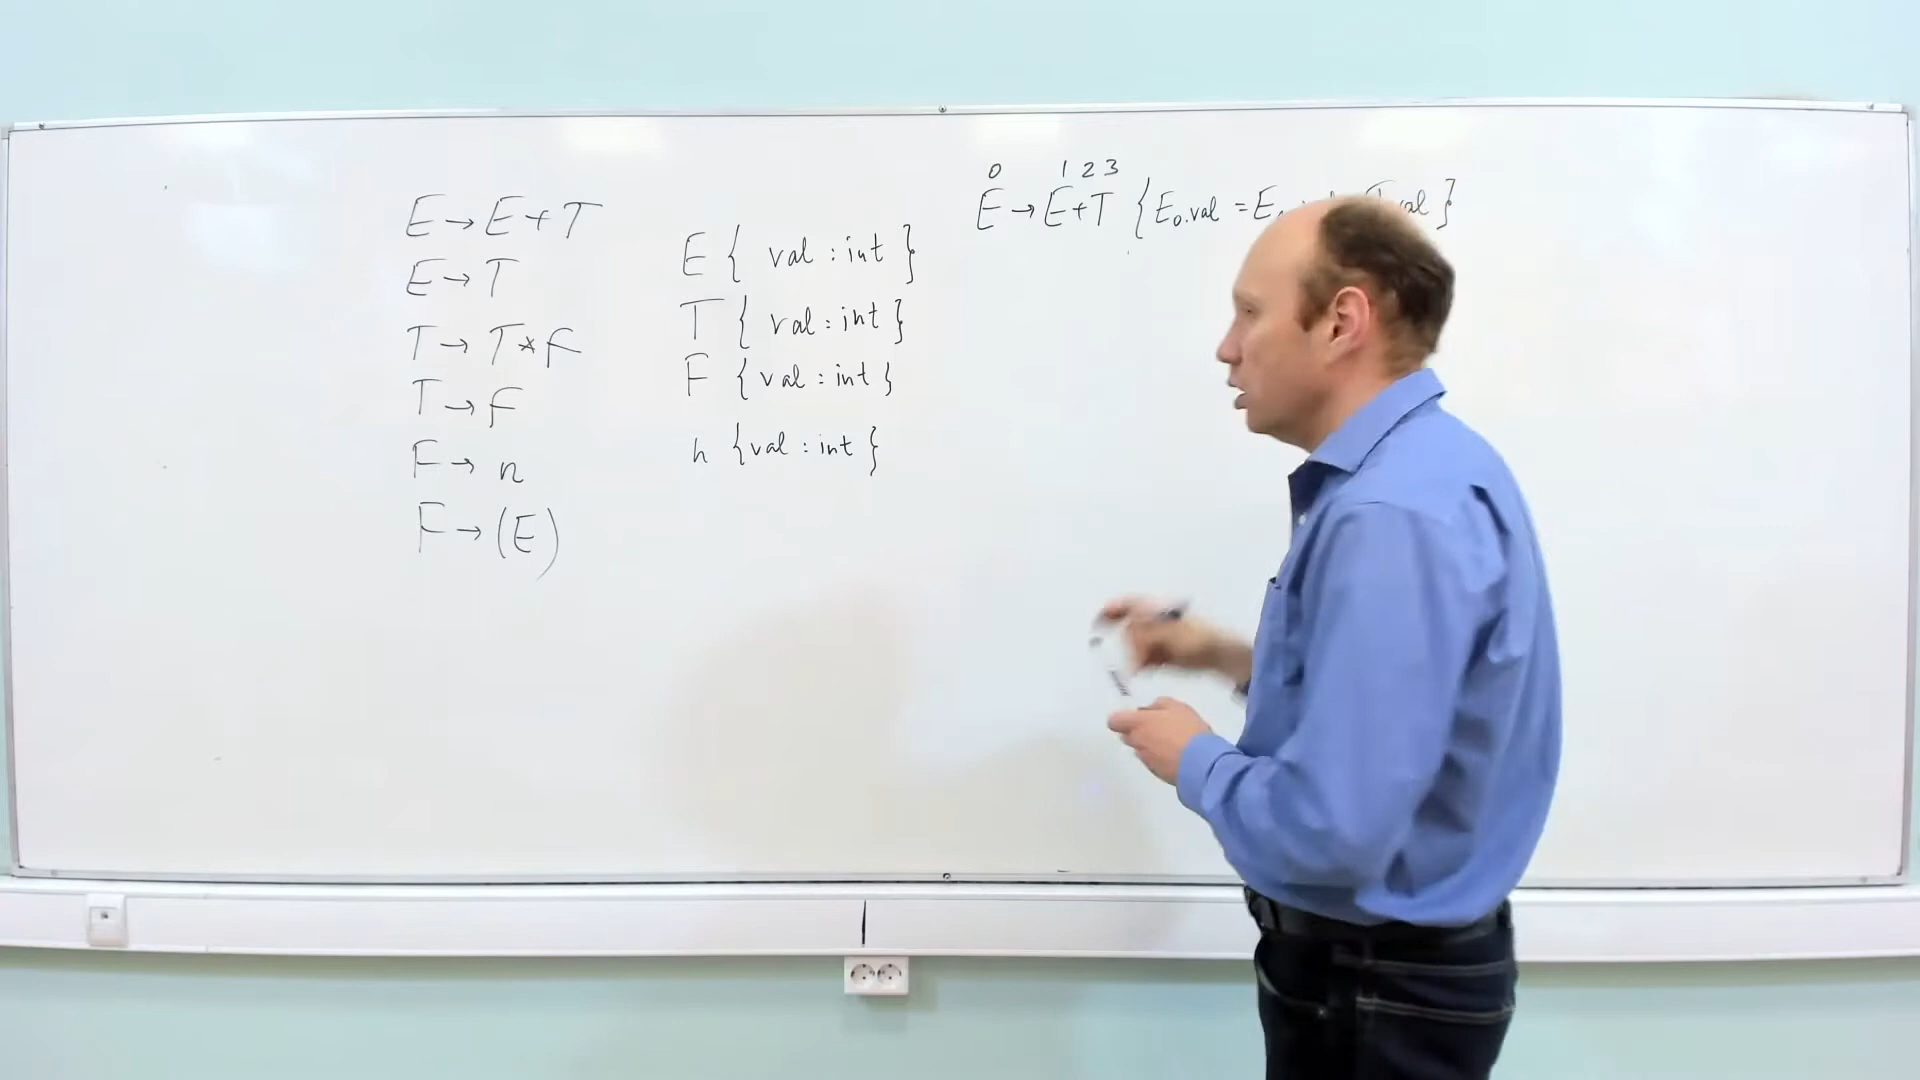 E → E + T
E → T
T → T * F
T → F
F → n
F → (E)
E { val : int }
T { val : int }
F { val : int }
n { val : int }
0 1 2 3
E → E + T { E₀.val = E val }